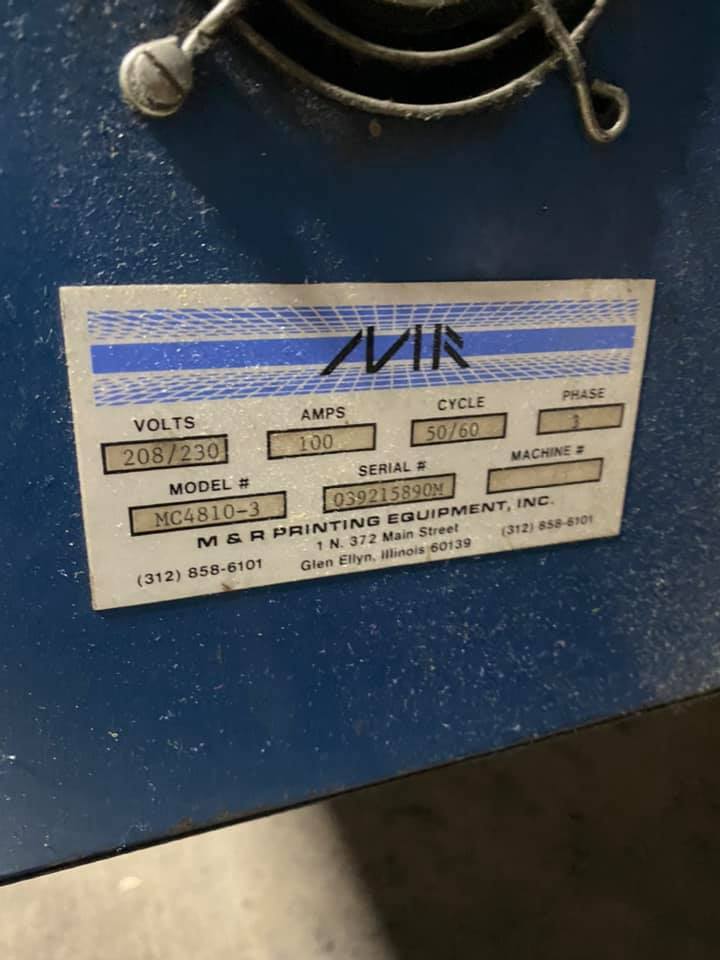 MR
VOLTS AMPS CYCLE PHASE
208/230 100 50/60 3
MODEL # SERIAL # MACHINE #
MC4810-3 039215890M
M & R PRINTING EQUIPMENT, INC.
1 N. 372 Main Street
(312) 858-6101 Glen Ellyn, Illinois 60139 (312) 858-6101